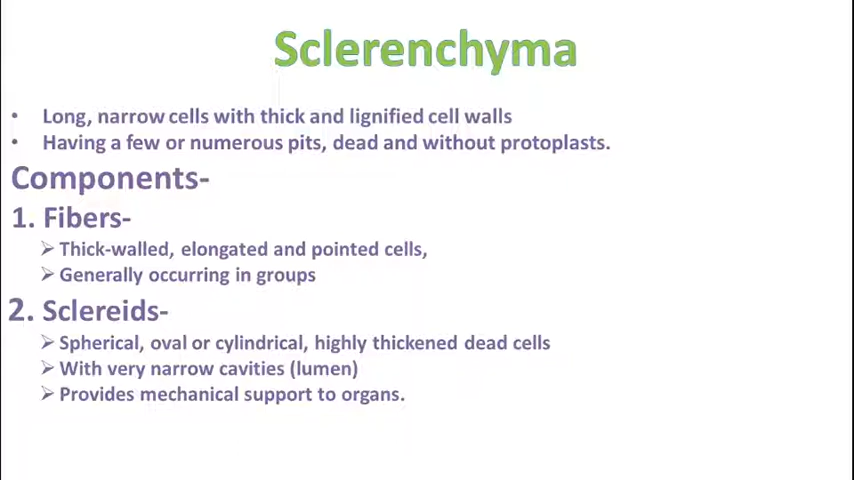 Sclerenchyma
• Long, narrow cells with thick and lignified cell walls
• Having a few or numerous pits, dead and without protoplasts.
Components-
1. Fibers-
➢ Thick-walled, elongated and pointed cells,
➢ Generally occurring in groups
2. Sclereids-
➢ Spherical, oval or cylindrical, highly thickened dead cells
➢ With very narrow cavities (lumen)
➢ Provides mechanical support to organs.